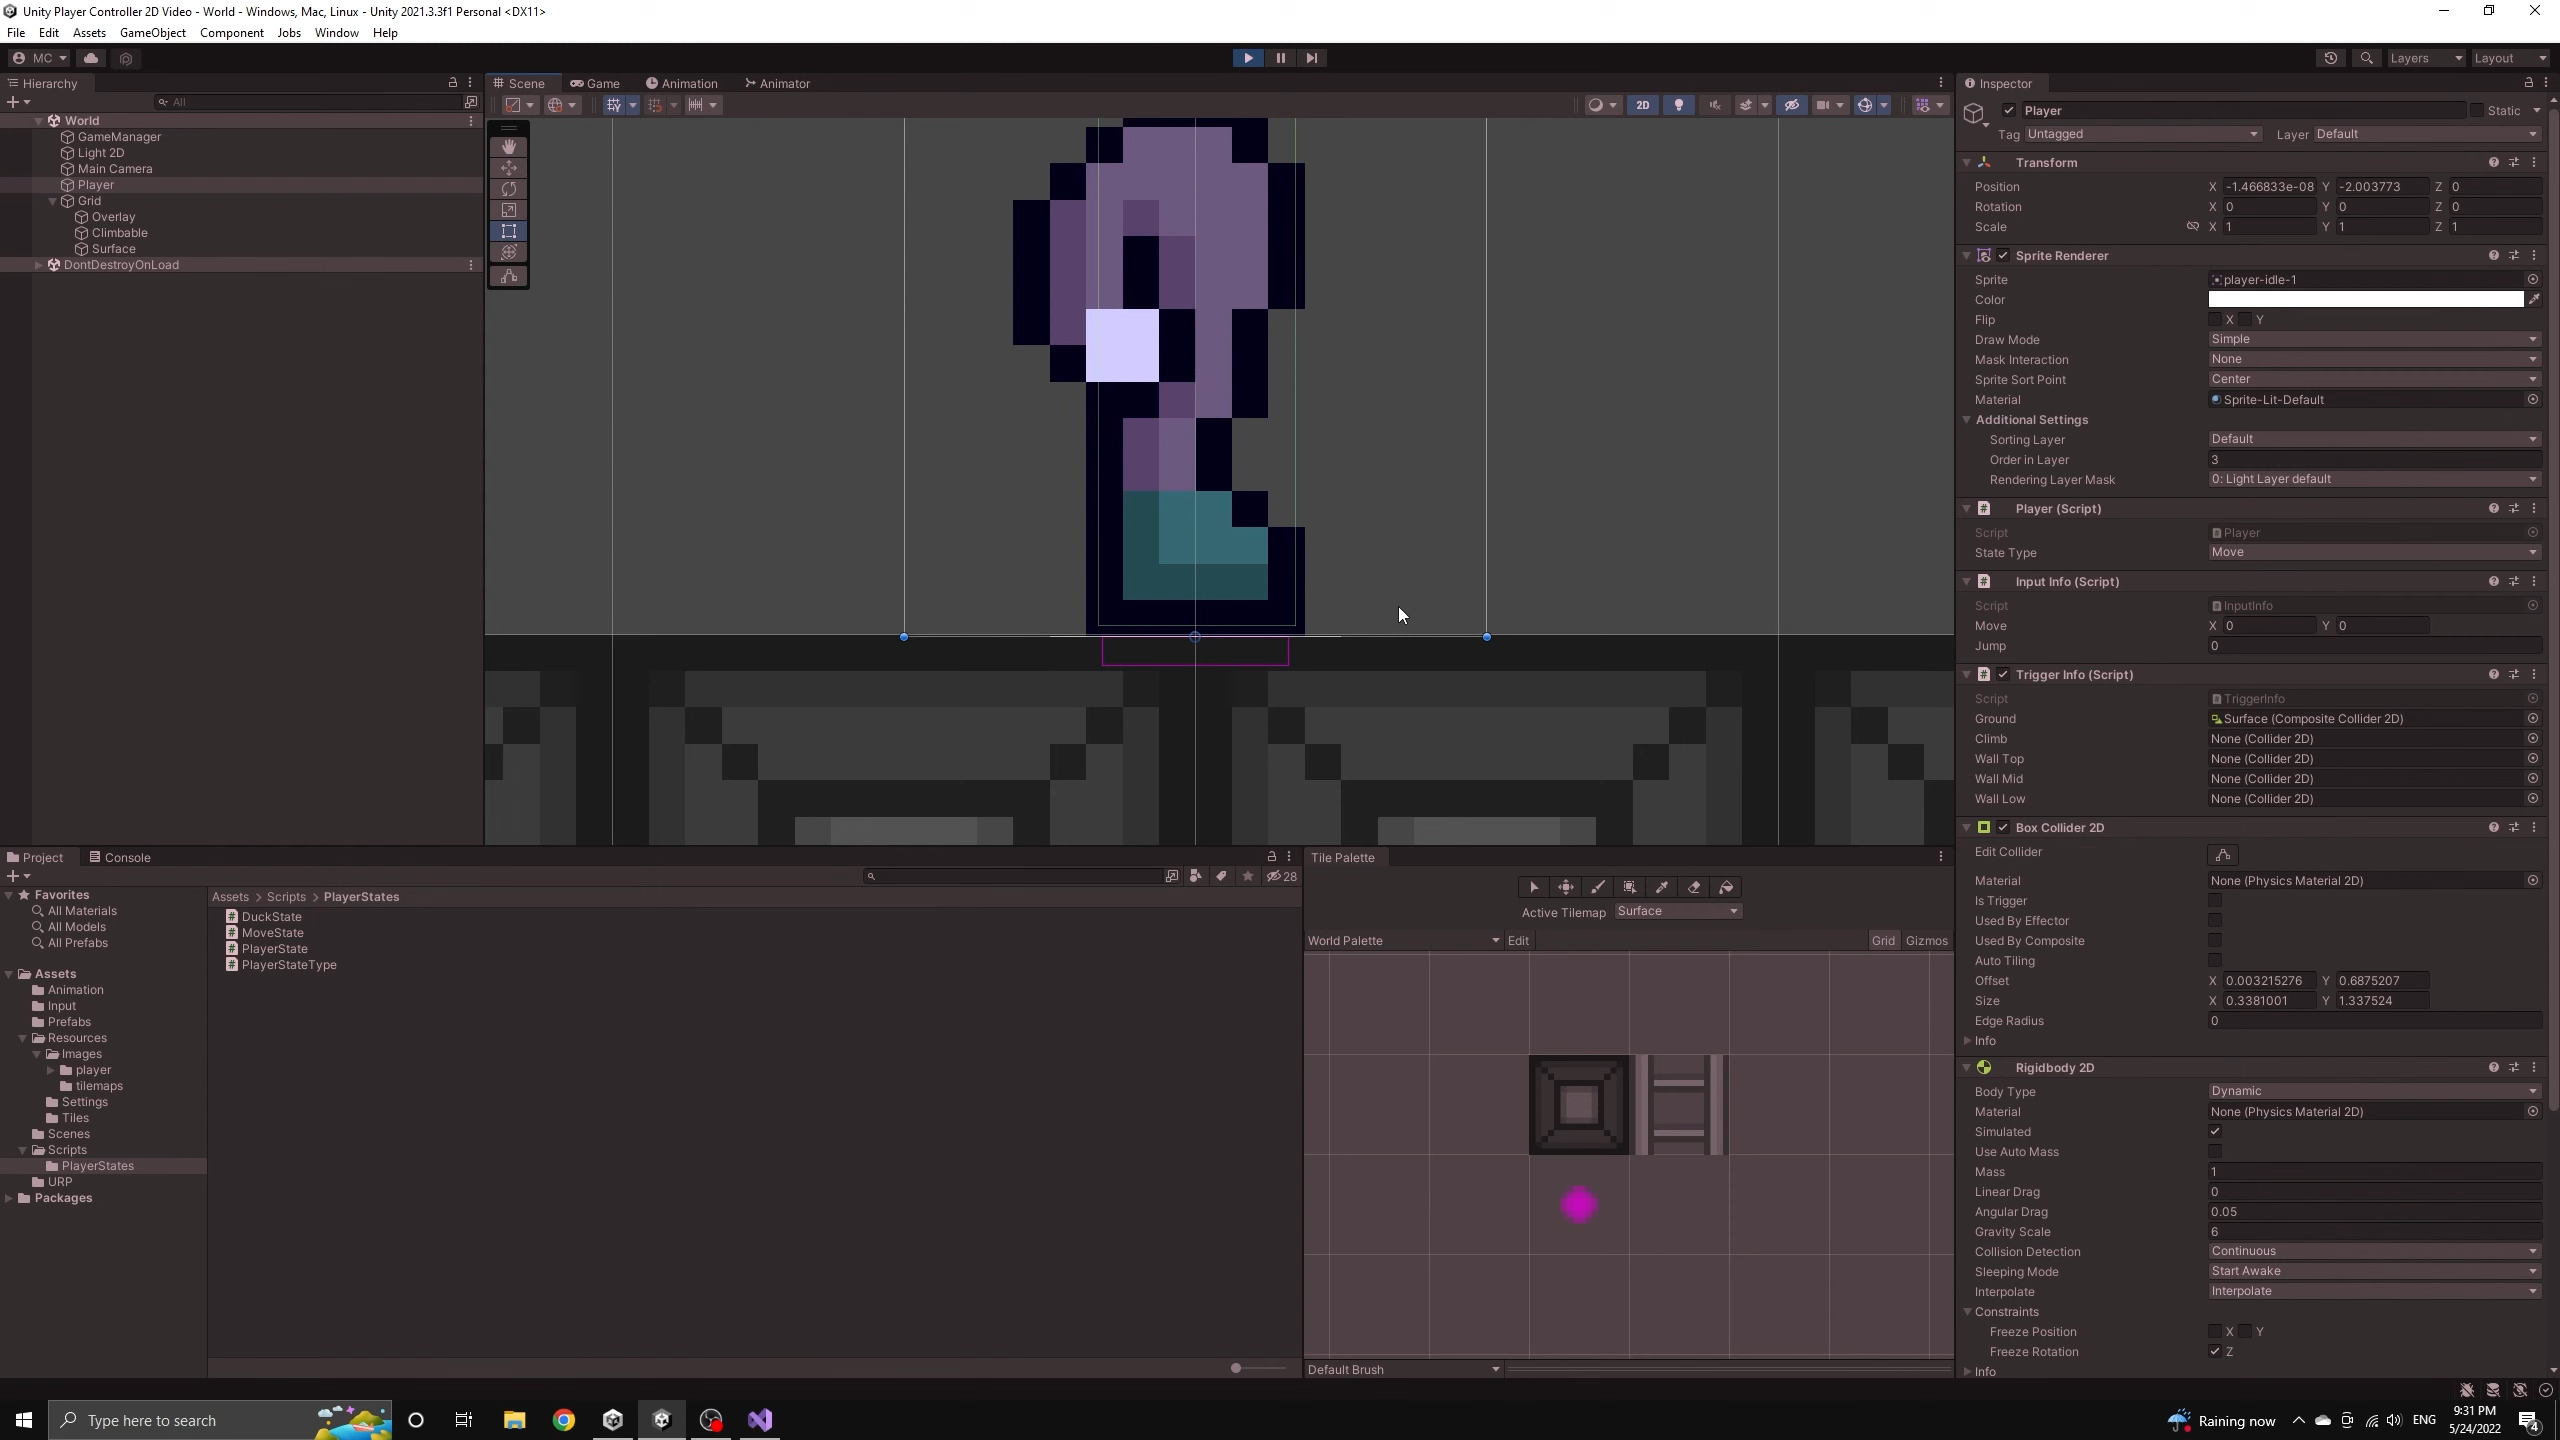 Unity Player Controller 2D Video - World - Windows, Mac, Linux - Unity 2021.3.3f1 Personal <DX11>
File Edit Assets GameObject Component Jobs Window Help
MC Layers Layout
Hierarchy
All
World
GameManager
Light 2D
Main Camera
Player
Grid
Overlay
Climbable
Surface
DontDestroyOnLoad
Scene Game Animation Animator
2D
Inspector
Player Static
Tag Untagged Layer Default
Transform
Position X -1.466833e-08 Y -2.003773 Z 0
Rotation X 0 Y 0 Z 0
Scale X 1 Y 1 Z 1
Sprite Renderer
Sprite player-idle-1
Color
Flip X Y
Draw Mode Simple
Mask Interaction None
Sprite Sort Point Center
Material Sprite-Lit-Default
Additional Settings
Sorting Layer Default
Order in Layer 3
Rendering Layer Mask 0: Light Layer default
Player (Script)
Script Player
State Type Move
Input Info (Script)
Script InputInfo
Move X 0 Y 0
Jump 0
Trigger Info (Script)
Script TriggerInfo
Ground Surface (Composite Collider 2D)
Climb None (Collider 2D)
Wall Top None (Collider 2D)
Wall Mid None (Collider 2D)
Wall Low None (Collider 2D)
Box Collider 2D
Edit Collider
Material None (Physics Material 2D)
Is Trigger
Used By Effector
Used By Composite
Auto Tiling
Offset X 0.003215276 Y 0.6875207
Size X 0.3381001 Y 1.337524
Edge Radius 0
Info
Rigidbody 2D
Body Type Dynamic
Material None (Physics Material 2D)
Simulated
Use Auto Mass
Mass 1
Linear Drag 0
Angular Drag 0.05
Gravity Scale 6
Collision Detection Continuous
Sleeping Mode Start Awake
Interpolate Interpolate
Constraints
Freeze Position X Y
Freeze Rotation Z
Info
Project Console
28
Favorites
All Materials
All Models
All Prefabs
Assets
Animation
Input
Prefabs
Resources
Images
player
tilemaps
Settings
Tiles
Scenes
Scripts
PlayerStates
URP
Packages
Assets > Scripts > PlayerStates
DuckState
MoveState
PlayerState
PlayerStateType
Tile Palette
Active Tilemap Surface
World Palette Edit Grid Gizmos
Default Brush
Type here to search
Raining now ENG
9:31 PM
5/24/2022
4